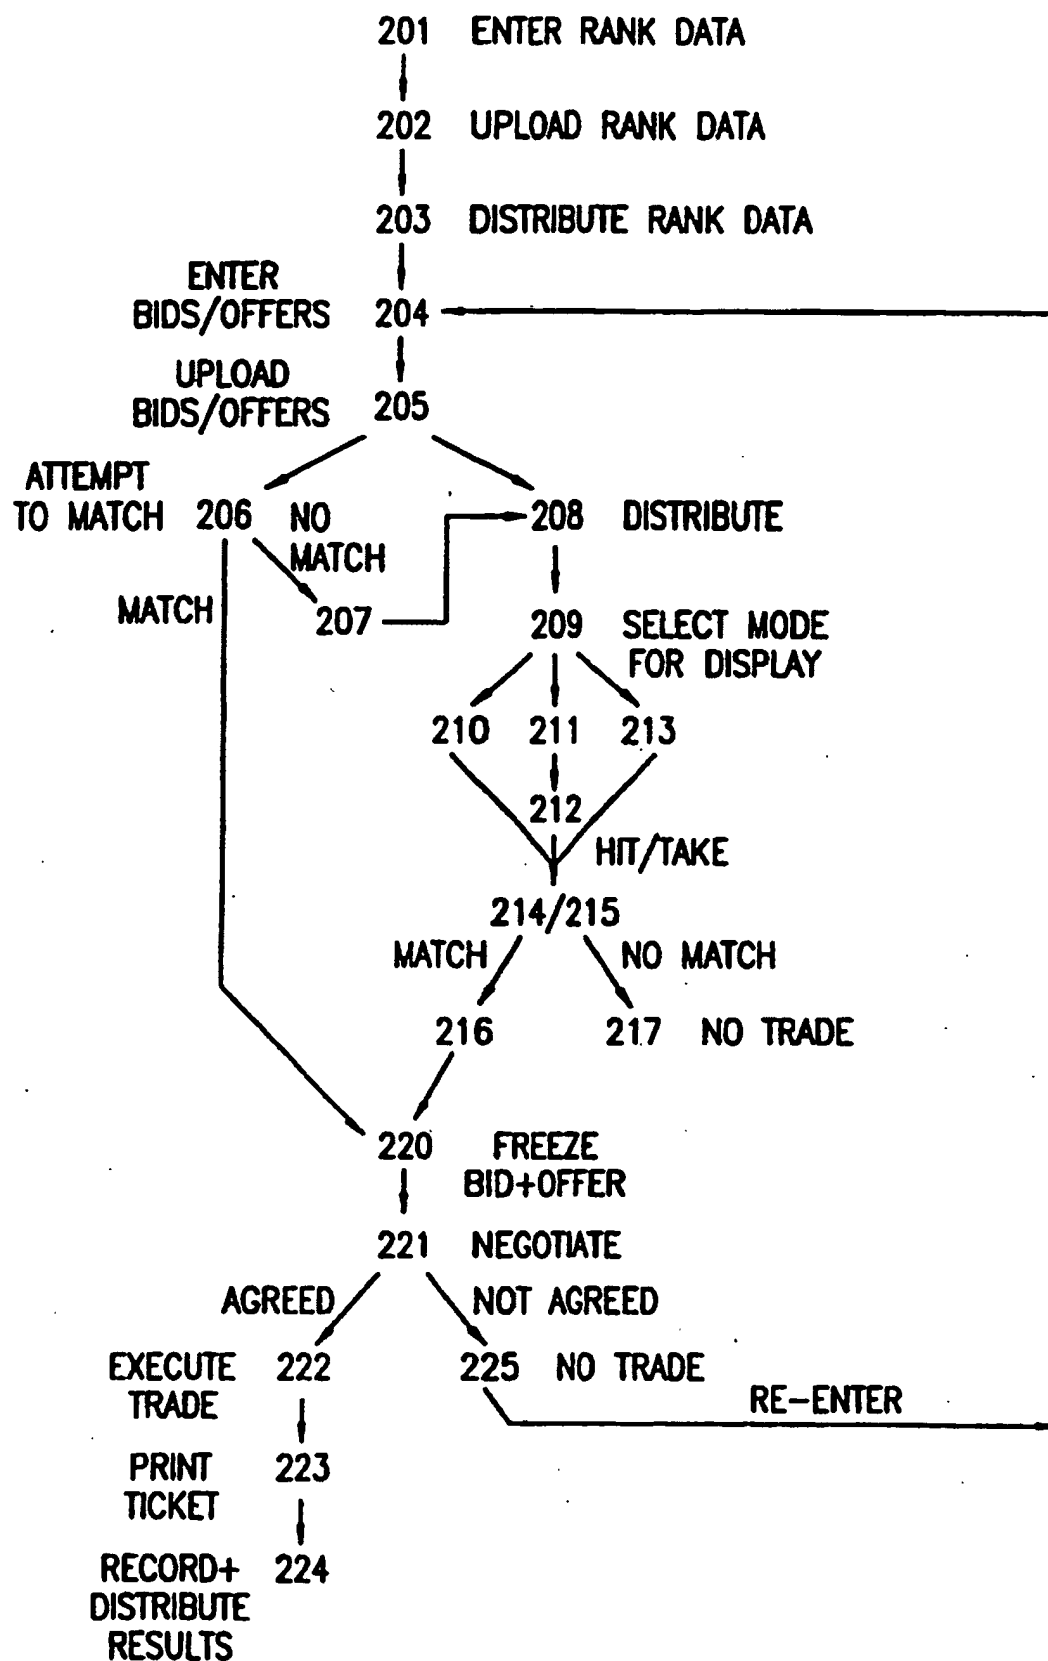 201 ENTER RANK DATA
202 UPLOAD RANK DATA
203 DISTRIBUTE RANK DATA
ENTER
BIDS/OFFERS 204
UPLOAD
BIDS/OFFERS 205
ATTEMPT
TO MATCH 206 NO
MATCH
208 DISTRIBUTE
MATCH
207
209 SELECT MODE
FOR DISPLAY
210 211 213
212
HIT/TAKE
214/215
MATCH NO MATCH
216 217 NO TRADE
220 FREEZE
BID+OFFER
221 NEGOTIATE
AGREED NOT AGREED
EXECUTE 222
TRADE
225 NO TRADE
RE-ENTER
PRINT 223
TICKET
RECORD+ 224
DISTRIBUTE
RESULTS